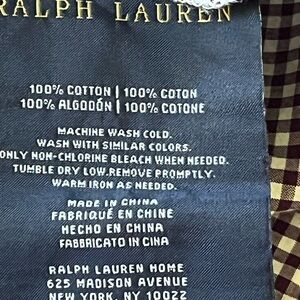 RALPH LAUREN
100% COTTON | 100% COTON
100% ALGODÓN | 100% COTONE
MACHINE WASH COLD.
WASH WITH SIMILAR COLORS.
ONLY NON-CHLORINE BLEACH WHEN NEEDED.
TUMBLE DRY LOW. REMOVE PROMPTLY.
WARM IRON AS NEEDED.
MADE IN CHINA
FABRIQUÉ EN CHINE
HECHO EN CHINA
FABBRICATO IN CINA
RALPH LAUREN HOME
625 MADISON AVENUE
NEW YORK, NY 10022